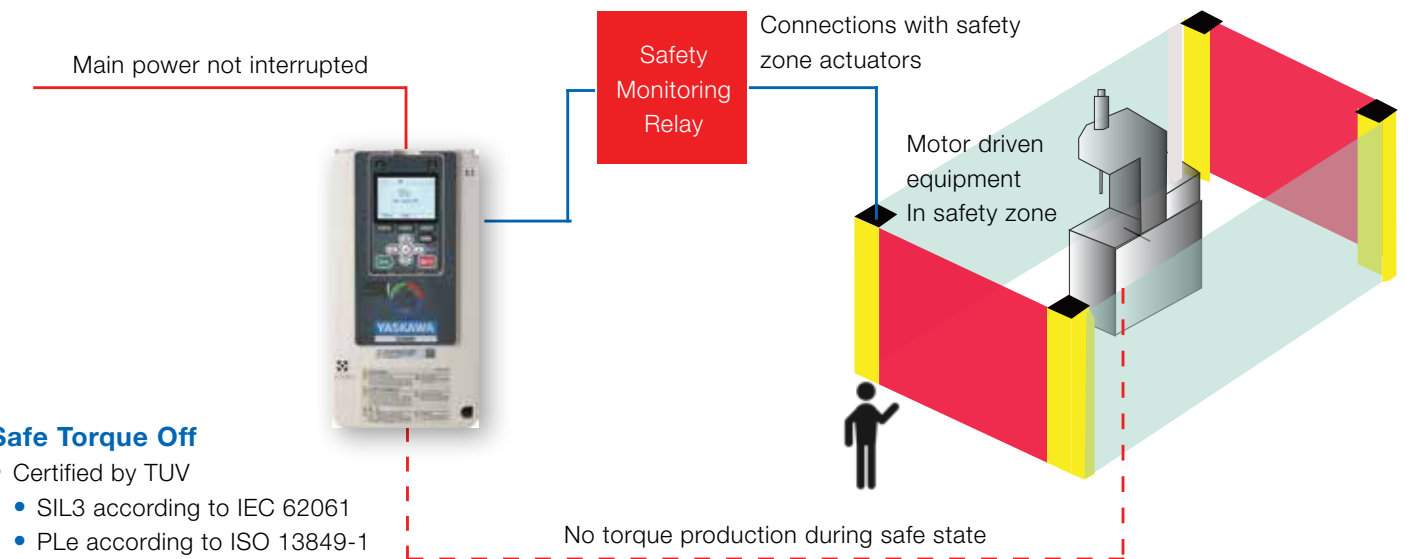 Main power not interrupted
Safety
Monitoring
Relay
Connections with safety
zone actuators
Motor driven
equipment
In safety zone
YASKAWA
Safe Torque Off
• Certified by TUV
• SIL3 according to IEC 62061
• PLe according to ISO 13849-1
No torque production during safe state